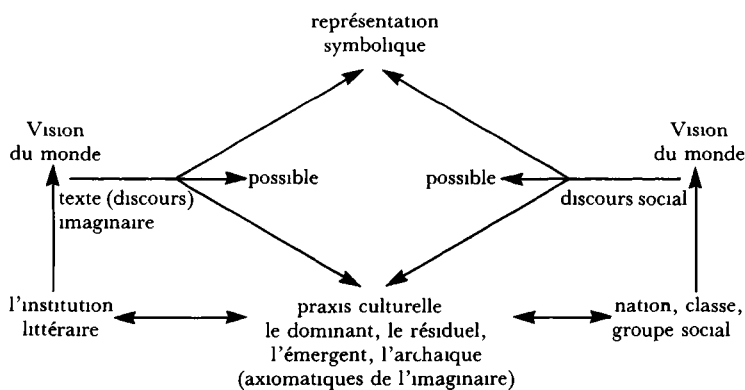 représentation
symbolique
Vision
du monde
Vision
du monde
possible
possible
texte (discours)
imaginaire
discours social
l'institution
littéraire
praxis culturelle
le dominant, le résiduel,
l'émergent, l'archaique
(axiomatiques de l'imaginaire)
nation, classe,
groupe social